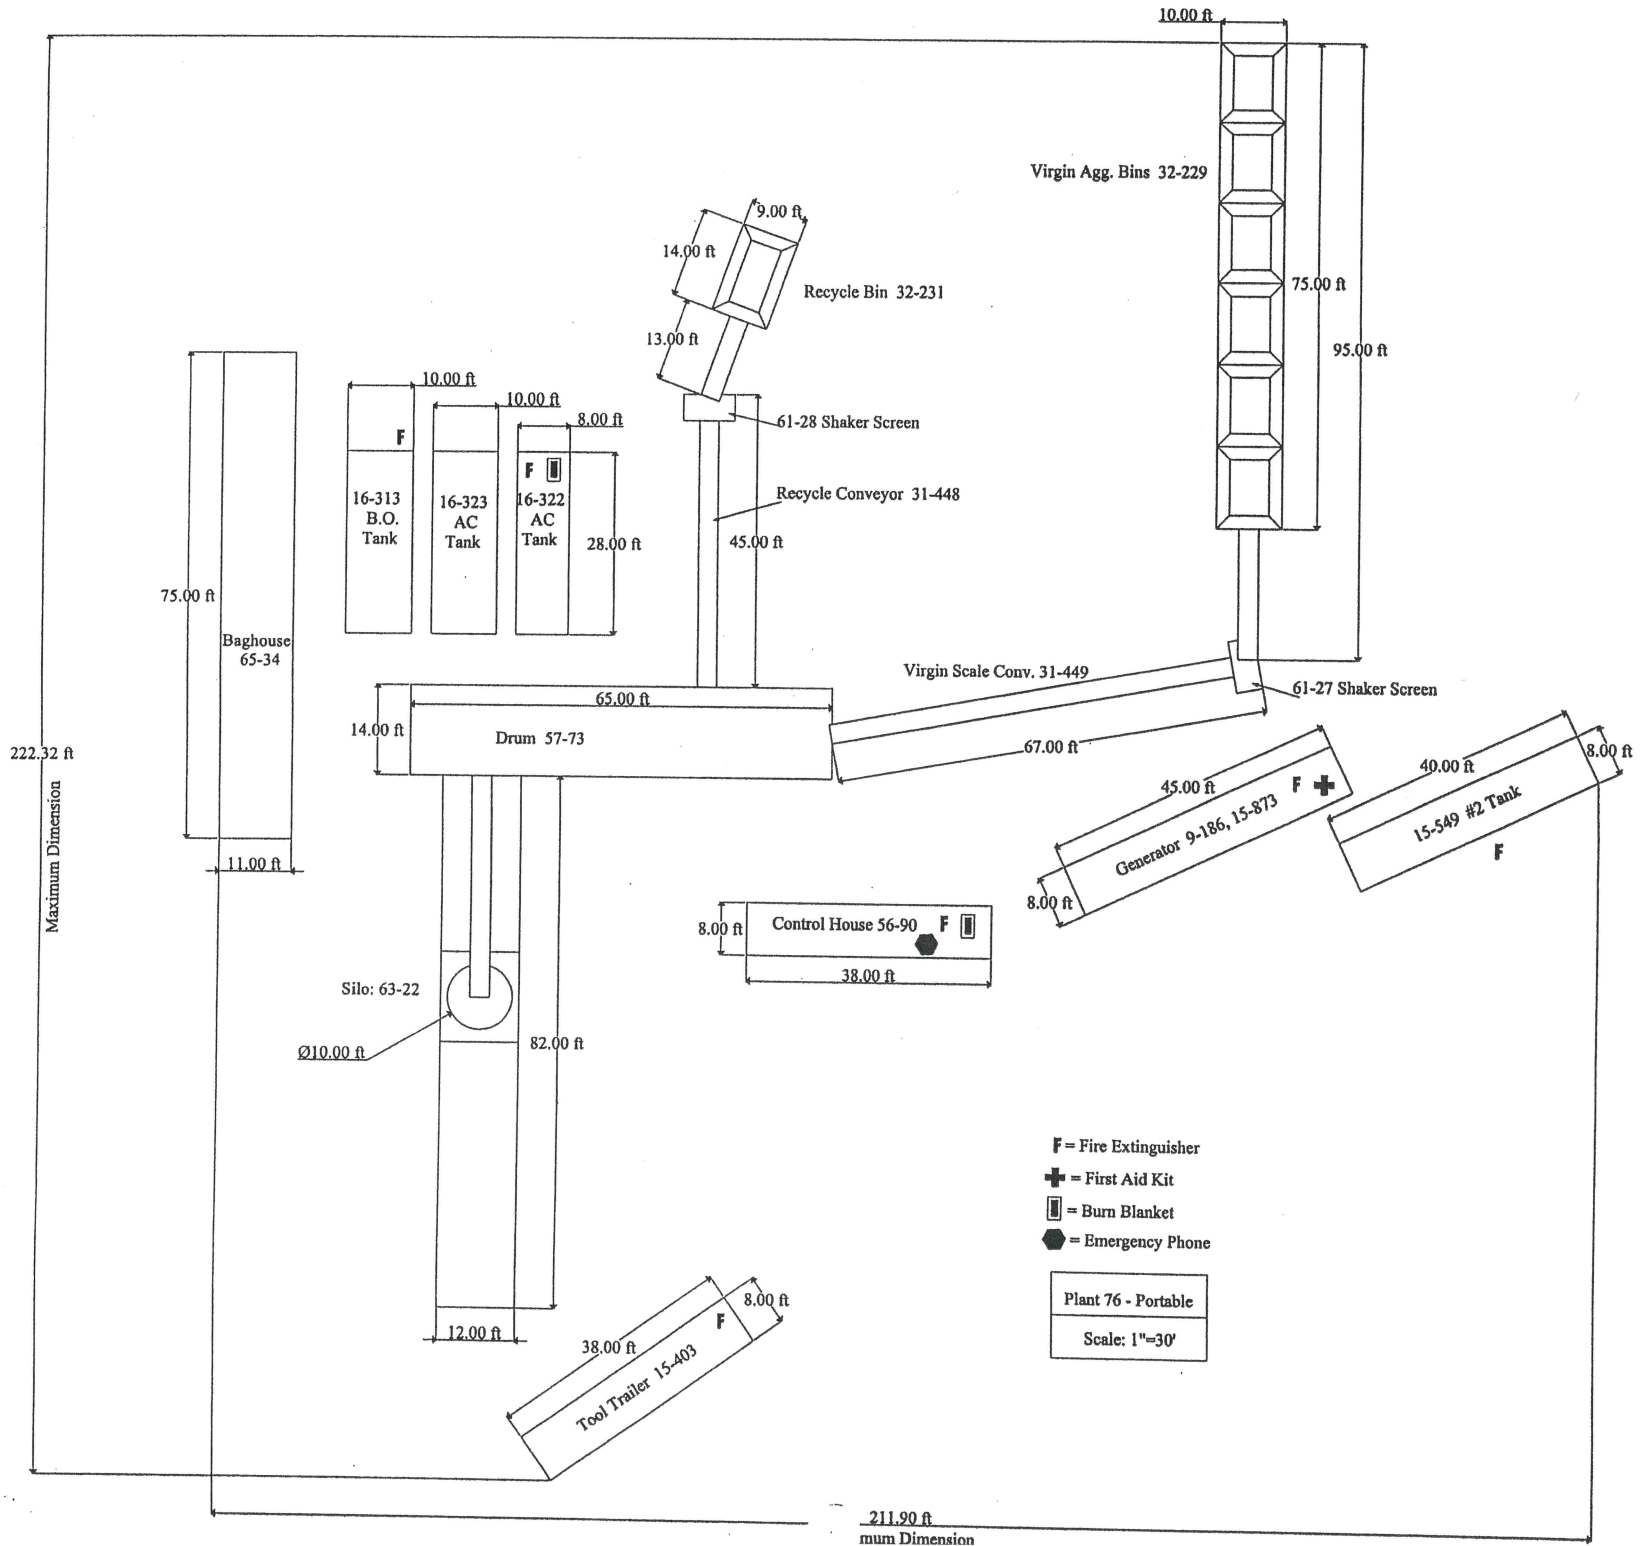 10.00 ft
Virgin Agg. Bins 32-229
9.00 ft
14.00 ft
Recycle Bin 32-231
75.00 ft
13.00 ft
95.00 ft
10.00 ft
10.00 ft
8.00 ft
61-28 Shaker Screen
F
F
16-313
B.O.
Tank
16-323
AC
Tank
16-322
AC
Tank
Recycle Conveyor 31-448
28.00 ft
45.00 ft
75.00 ft
Baghouse
65-34
Virgin Scale Conv. 31-449
61-27 Shaker Screen
65.00 ft
14.00 ft
Drum 57-73
67.00 ft
222.32 ft
Maximum Dimension
8.00 ft
40.00 ft
45.00 ft
F
Generator 9-186, 15-873
15-549 #2 Tank
F
11.00 ft
8.00 ft
8.00 ft
Control House 56-90
F
38.00 ft
Silo: 63-22
Ø10.00 ft
82.00 ft
F = Fire Extinguisher
= First Aid Kit
= Burn Blanket
= Emergency Phone
Plant 76 - Portable
Scale: 1"=30'
8.00 ft
F
12.00 ft
38.00 ft
Tool Trailer 15-403
211.90 ft
mum Dimension